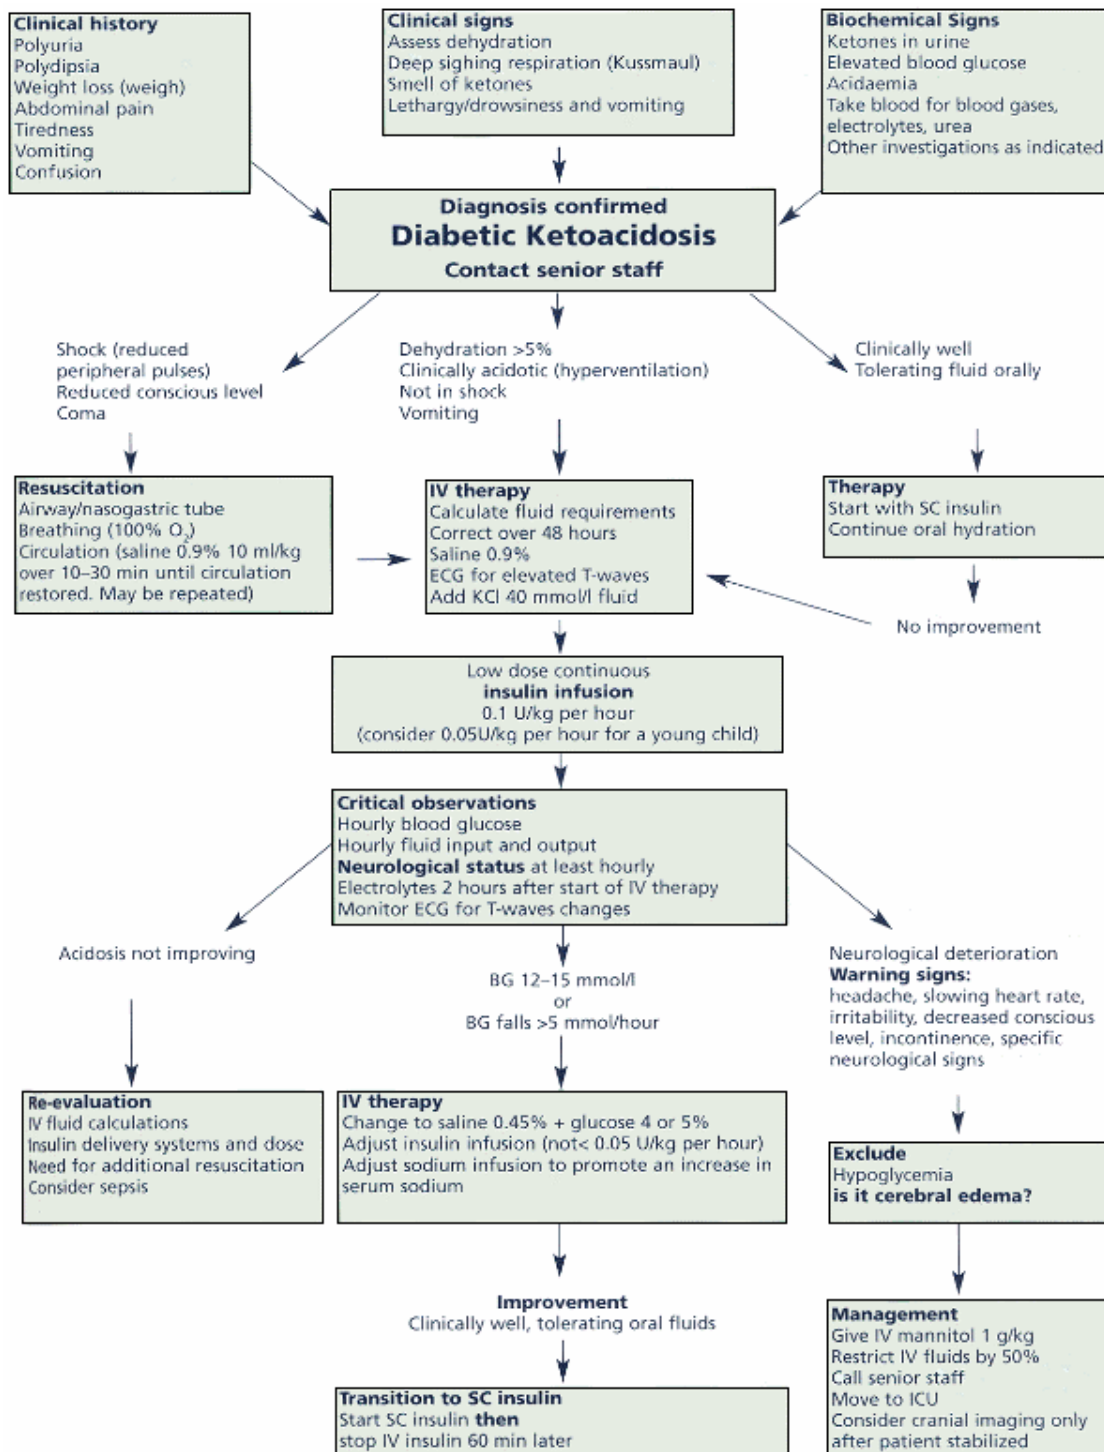 Clinical history
Polyuria
Polydipsia
Weight loss (weigh)
Abdominal pain
Tiredness
Vomiting
Confusion
Clinical signs
Assess dehydration
Deep sighing respiration (Kussmaul)
Smell of ketones
Lethargy/drowsiness and vomiting
Biochemical Signs
Ketones in urine
Elevated blood glucose
Acidaemia
Take blood for blood gases,
electrolytes, urea
Other investigations as indicated
Diagnosis confirmed
Diabetic Ketoacidosis
Contact senior staff
Shock (reduced
peripheral pulses)
Reduced conscious level
Coma
Dehydration >5%
Clinically acidotic (hyperventilation)
Not in shock
Vomiting
Clinically well
Tolerating fluid orally
Resuscitation
Airway/nasogastric tube
Breathing (100% O2)
Circulation (saline 0.9% 10 ml/kg
over 10–30 min until circulation
restored. May be repeated)
IV therapy
Calculate fluid requirements
Correct over 48 hours
Saline 0.9%
ECG for elevated T-waves
Add KCl 40 mmol/l fluid
Therapy
Start with SC insulin
Continue oral hydration
No improvement
Low dose continuous
insulin infusion
0.1 U/kg per hour
(consider 0.05U/kg per hour for a young child)
Critical observations
Hourly blood glucose
Hourly fluid input and output
Neurological status at least hourly
Electrolytes 2 hours after start of IV therapy
Monitor ECG for T-waves changes
Acidosis not improving
BG 12–15 mmol/l
or
BG falls >5 mmol/hour
Neurological deterioration
Warning signs:
headache, slowing heart rate,
irritability, decreased conscious
level, incontinence, specific
neurological signs
Re-evaluation
IV fluid calculations
Insulin delivery systems and dose
Need for additional resuscitation
Consider sepsis
IV therapy
Change to saline 0.45% + glucose 4 or 5%
Adjust insulin infusion (not< 0.05 U/kg per hour)
Adjust sodium infusion to promote an increase in
serum sodium
Exclude
Hypoglycemia
is it cerebral edema?
Improvement
Clinically well, tolerating oral fluids
Management
Give IV mannitol 1 g/kg
Restrict IV fluids by 50%
Call senior staff
Move to ICU
Consider cranial imaging only
after patient stabilized
Transition to SC insulin
Start SC insulin then
stop IV insulin 60 min later